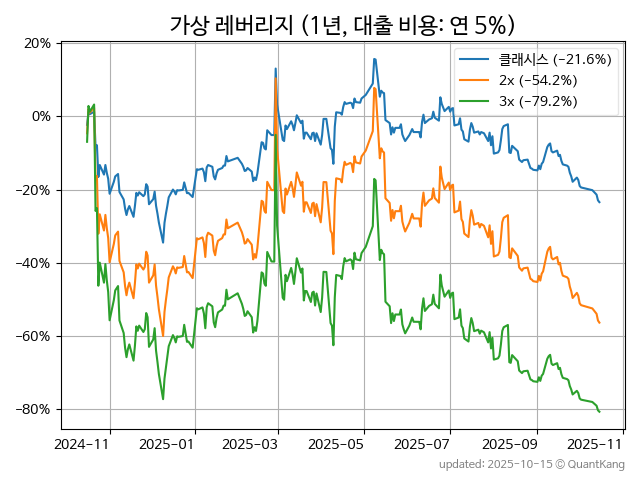 가상 레버리지 (1년, 대출 비용: 연 5%)
20%
0%
−20%
−40%
−60%
−80%
클래시스 (-21.6%)
2x (-54.2%)
3x (-79.2%)
2024-11
2025-01
2025-03
2025-05
2025-07
2025-09
2025-11
updated: 2025-10-15 © QuantKang